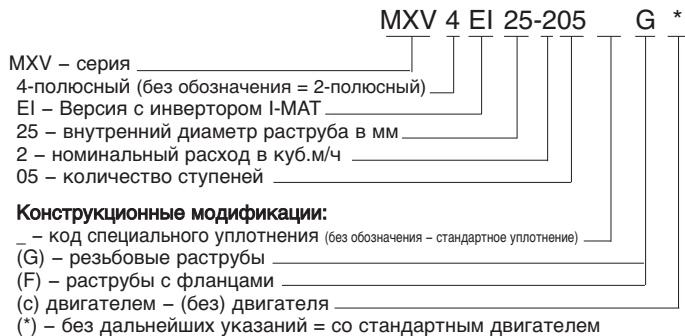 MXV 4 EI 25-205 G *
MXV – серия
4-полюсный (без обозначения = 2-полюсный)
EI – Версия с инвертором I-MAT
25 – внутренний диаметр раструба в мм
2 – номинальный расход в куб.м/ч
05 – количество ступеней
Конструкционные модификации:
_ – код специального уплотнения (без обозначения – стандартное уплотнение)
(G) – резьбовые раструбы
(F) – раструбы с фланцами
(с) двигателем – (без) двигателя
(*) – без дальнейших указаний = со стандартным двигателем